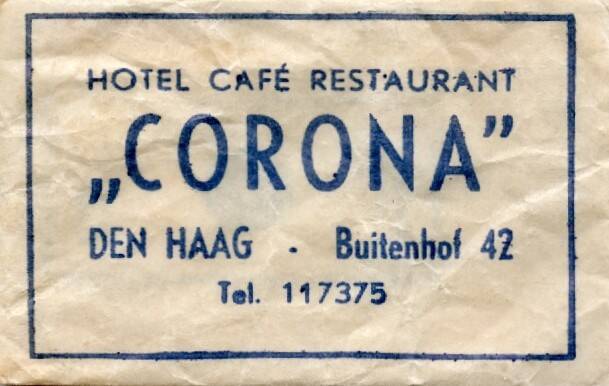 HOTEL CAFÉ RESTAURANT
„CORONA”
DEN HAAG - Buitenhof 42
Tel. 117375